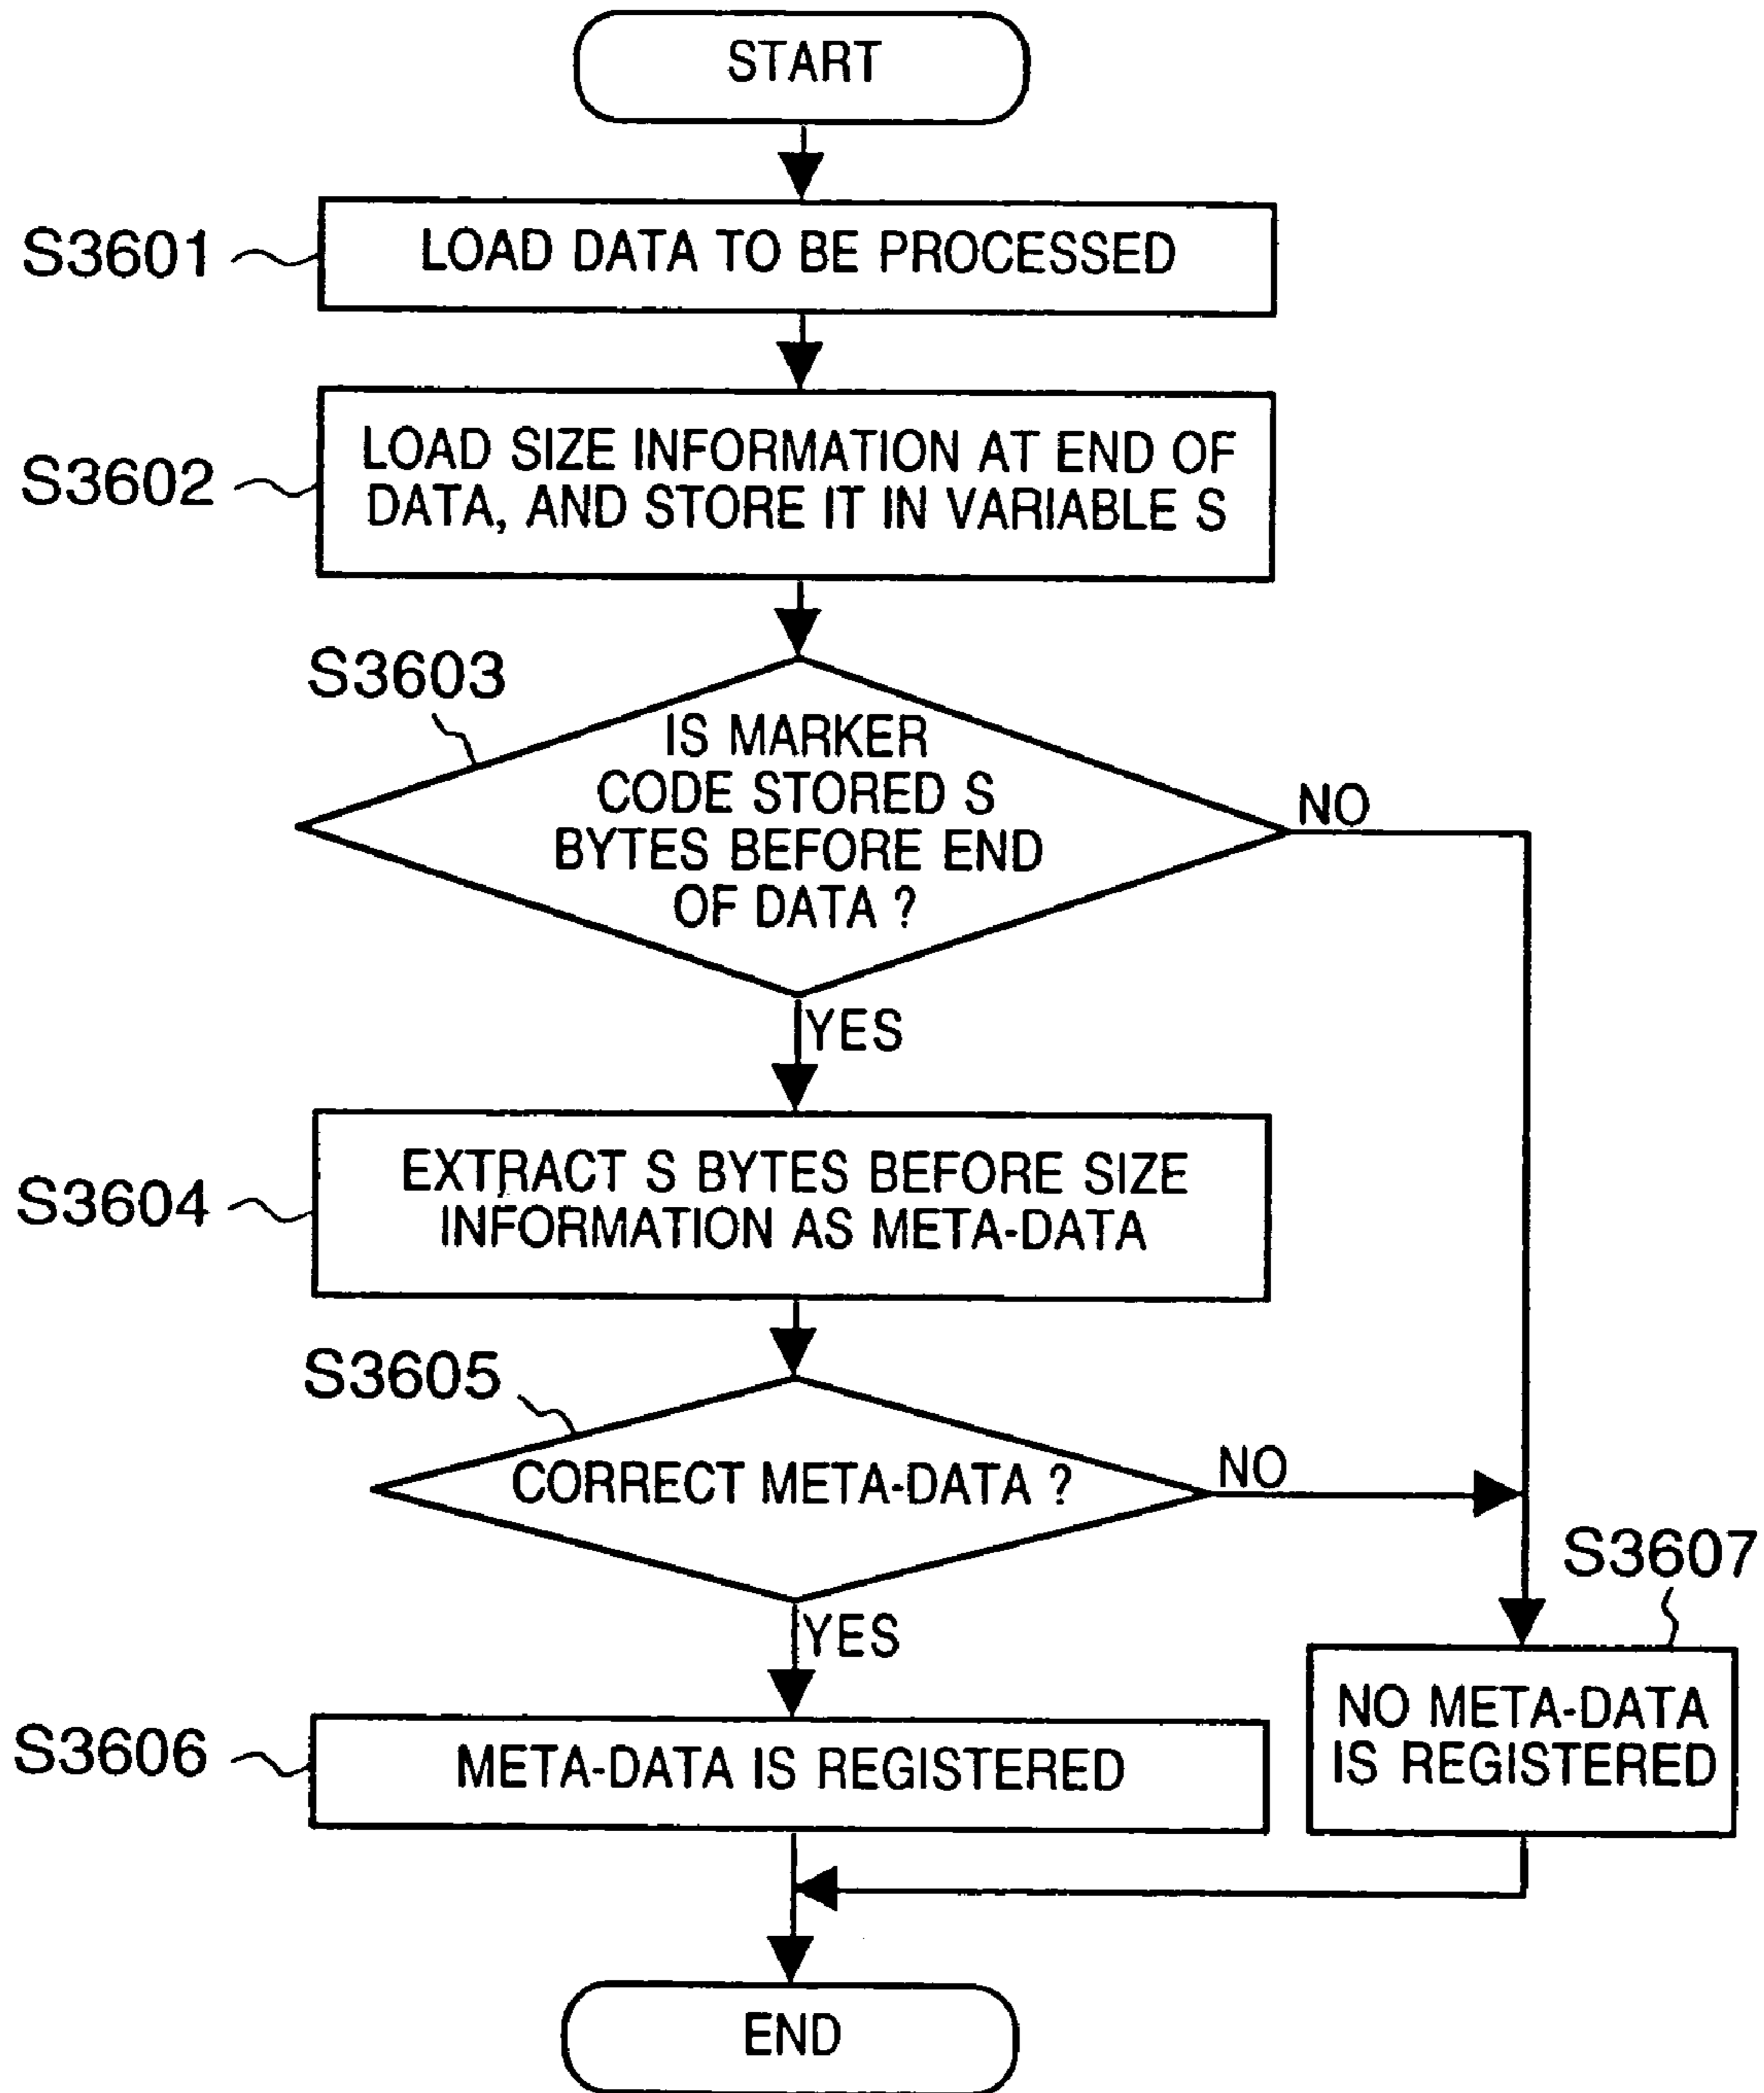 START
S3601
LOAD DATA TO BE PROCESSED
S3602
LOAD SIZE INFORMATION AT END OF
DATA, AND STORE IT IN VARIABLE S
S3603
IS MARKER
CODE STORED S
BYTES BEFORE END
OF DATA ?
NO
YES
S3604
EXTRACT S BYTES BEFORE SIZE
INFORMATION AS META-DATA
S3605
CORRECT META-DATA ?
NO
YES
S3607
NO META-DATA
IS REGISTERED
S3606
META-DATA IS REGISTERED
END